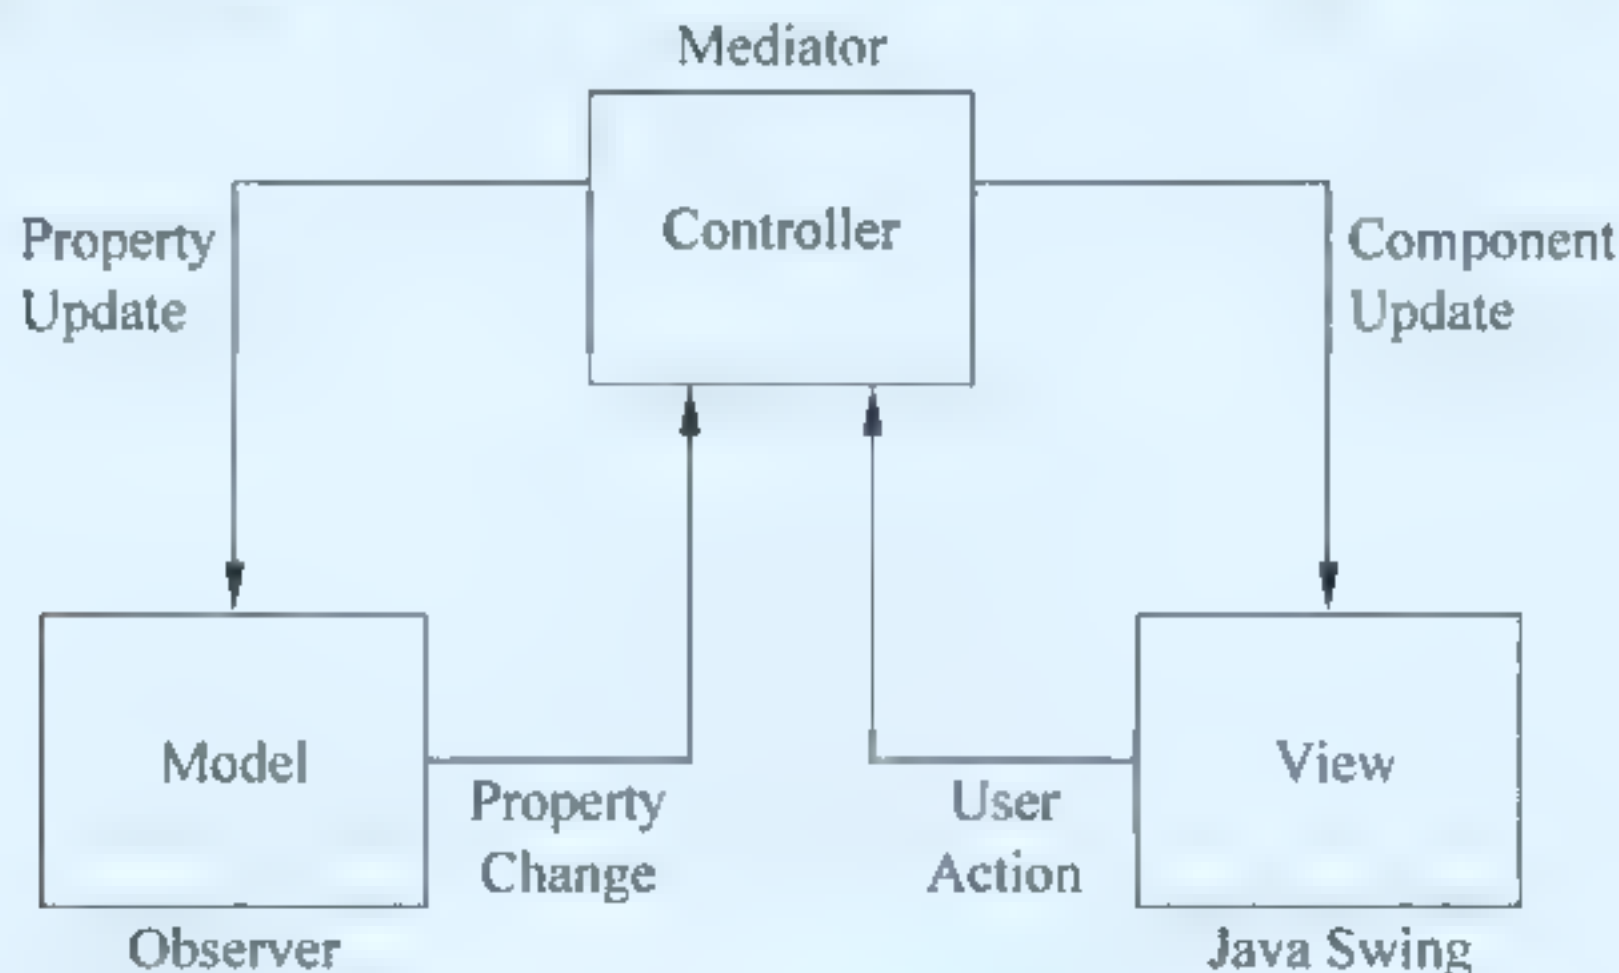 Mediator
Controller
Property
Update
Component
Update
Model
Property
Change
User
Action
View
Observer
Java Swing